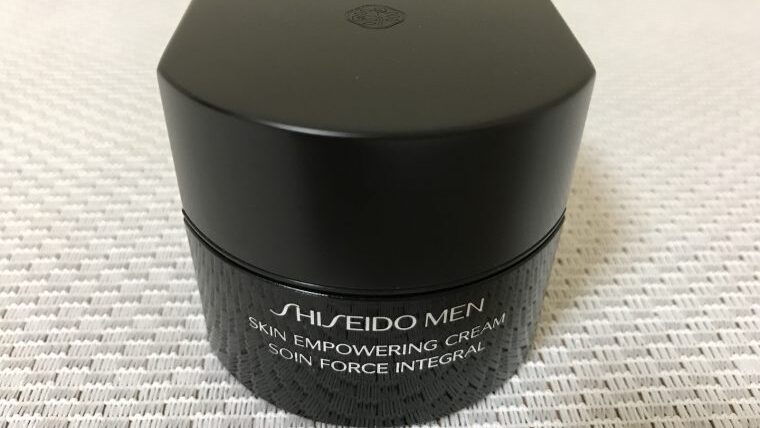 SHISEIDO MEN
SKIN EMPOWERING CREAM
SOIN FORCE INTEGRAL